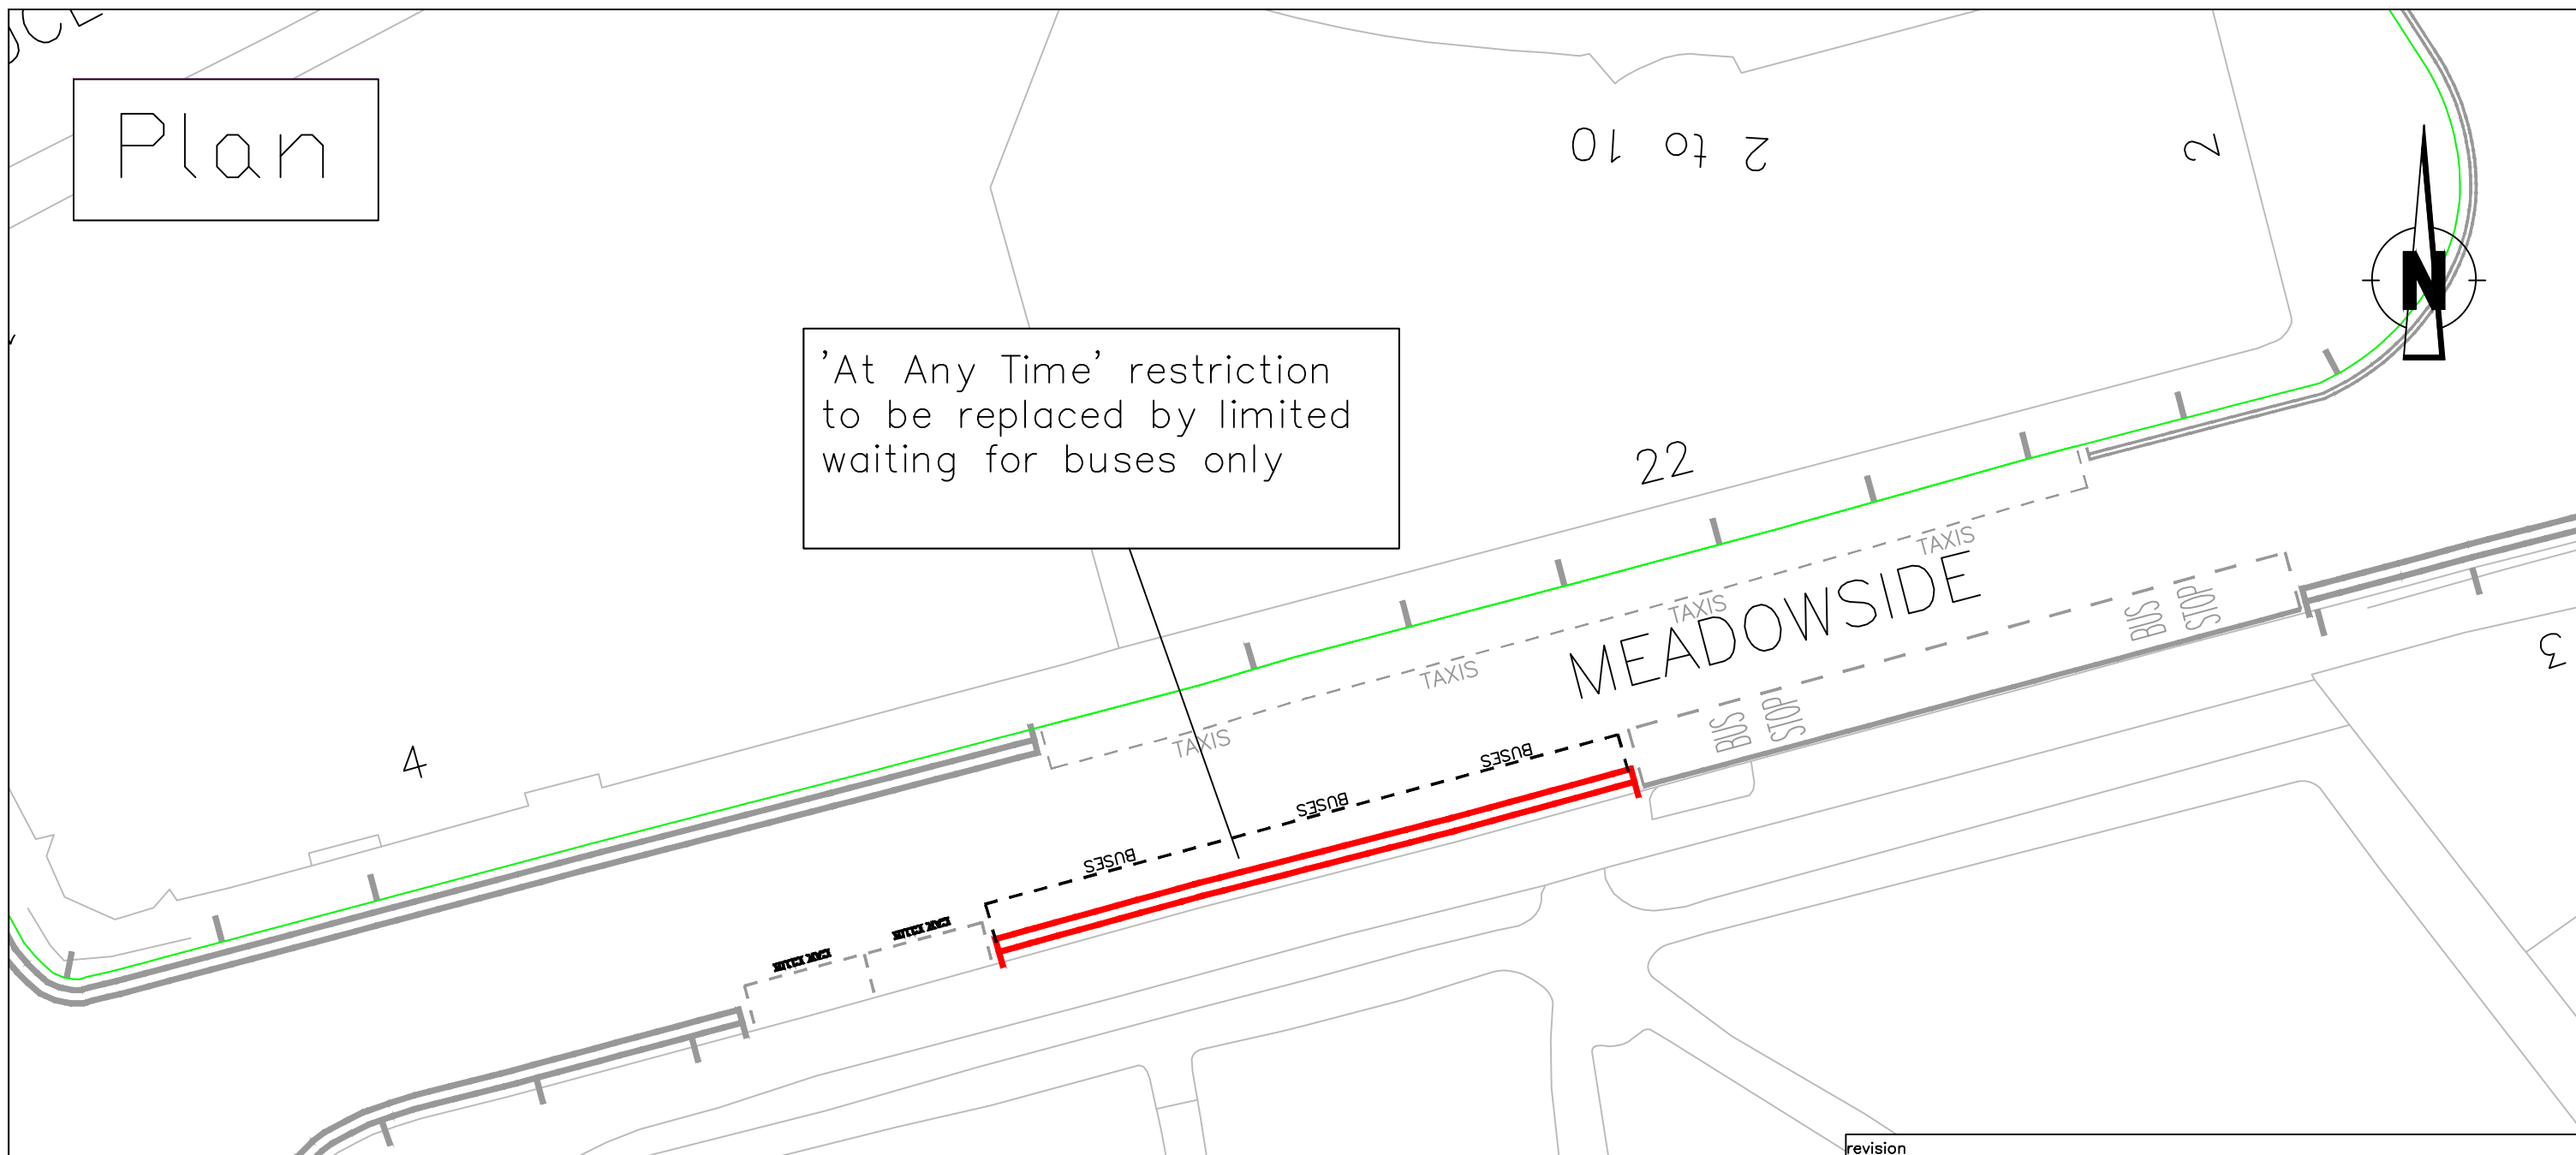 Plan
2 to 10
2
N
'At Any Time' restriction
to be replaced by limited
waiting for buses only
22
TAXIS
TAXIS
TAXIS
TAXIS
MEADOWSIDE
BUS
STOP
BUS
STOP
3
4
BUSES
BUSES
BUSES
revision